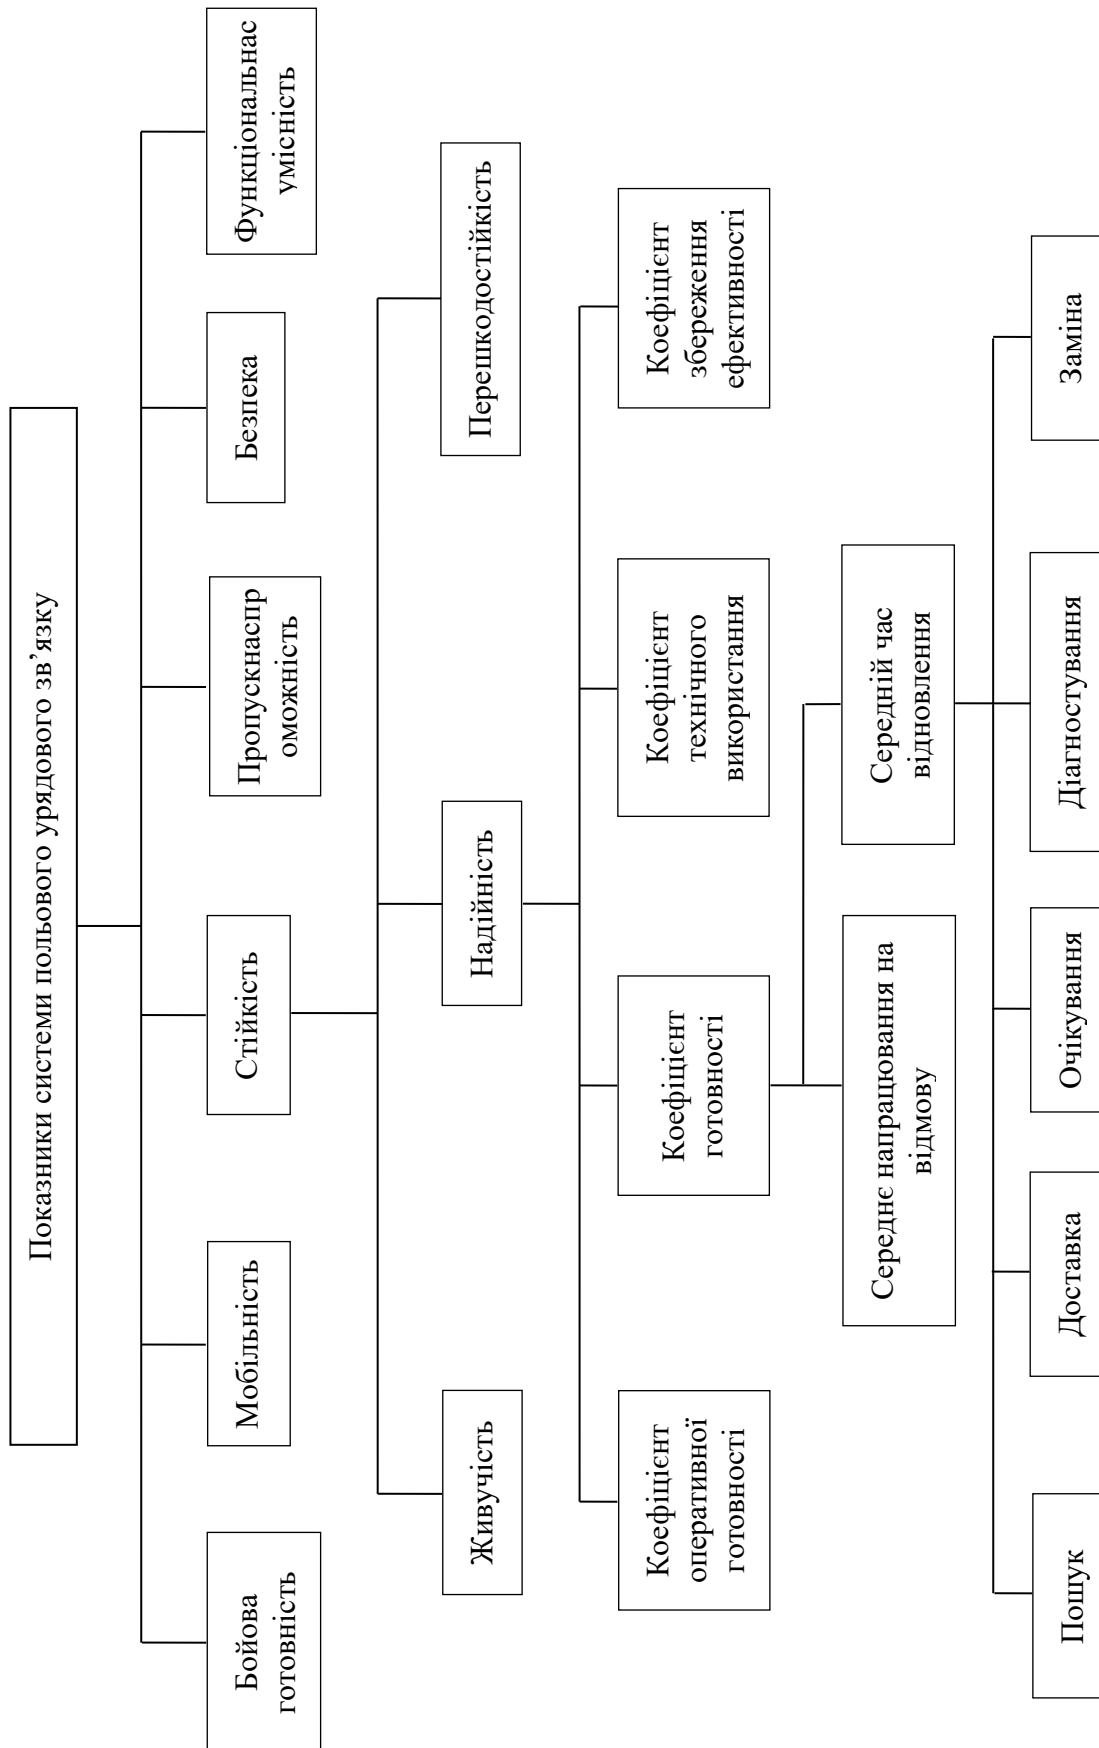 Показники системи польового урядового зв’язку
Бойова
готовність
Мобільність
Стійкість
Пропускнаспр
оможність
Безпека
Функціональнас
умісність
Живучість
Надійність
Перешкодостійкість
Коефіцієнт
оперативної
готовності
Коефіцієнт
готовності
Коефіцієнт
технічного
використання
Коефіцієнт
збереження
ефективності
Середнє напрацювання на
відмову
Середній час
відновлення
Пошук
Доставка
Очікування
Діагностування
Заміна